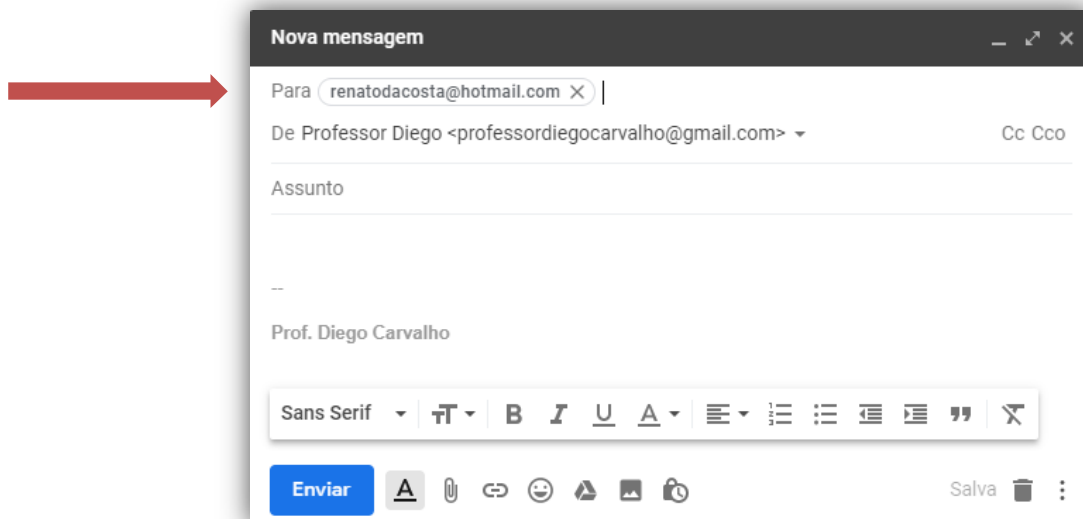 Nova mensagem
Para renatodacosta@hotmail.com
De Professor Diego <professordiegocarvalho@gmail.com> Cc Cco
Assunto
--
Prof. Diego Carvalho
Sans Serif
Enviar Salva